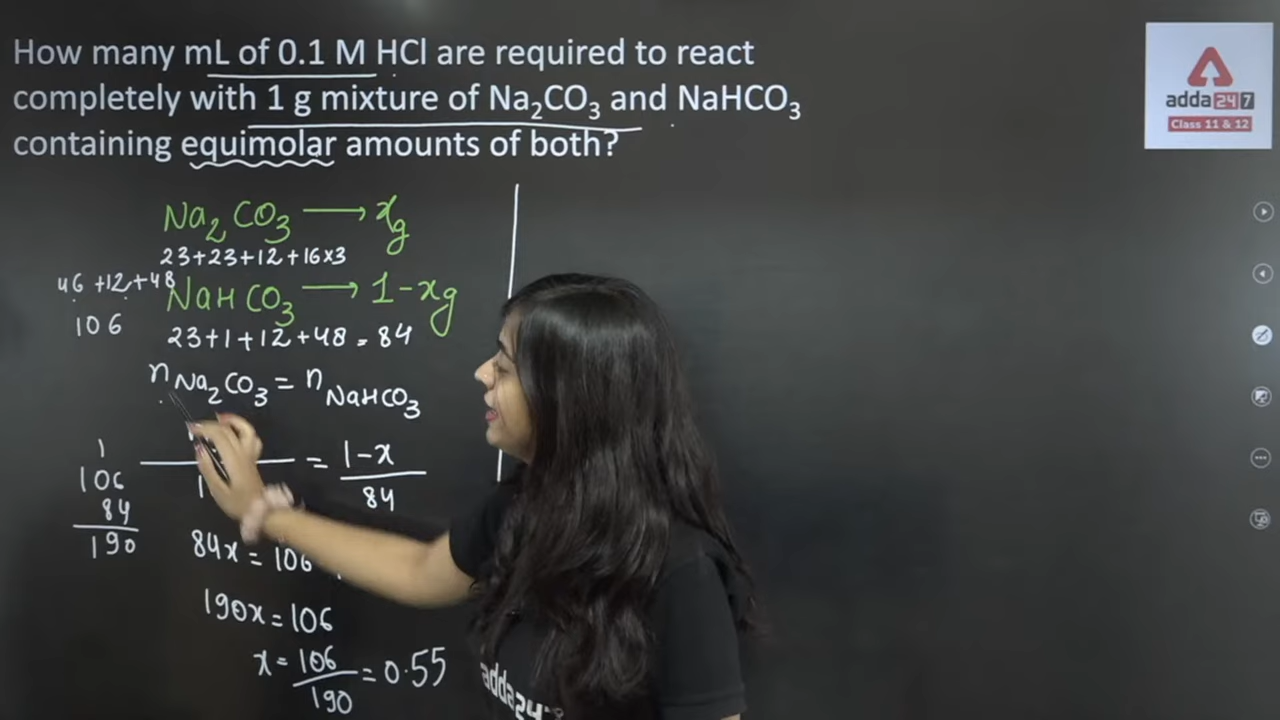 How many mL of 0.1 M HCl are required to react
completely with 1 g mixture of Na₂CO₃ and NaHCO₃
containing equimolar amounts of both?
adda247
Class 11 & 12
Na₂CO₃ → xg
23+23+12+16×3
46+12+48
106
NaHCO₃ → 1-xg
23+1+12+48=84
nNa₂CO₃ = nNaHCO₃
= 1-x
84
1
106
84
190
84x = 106
190x = 106
x = 106/190 = 0.55
adda247